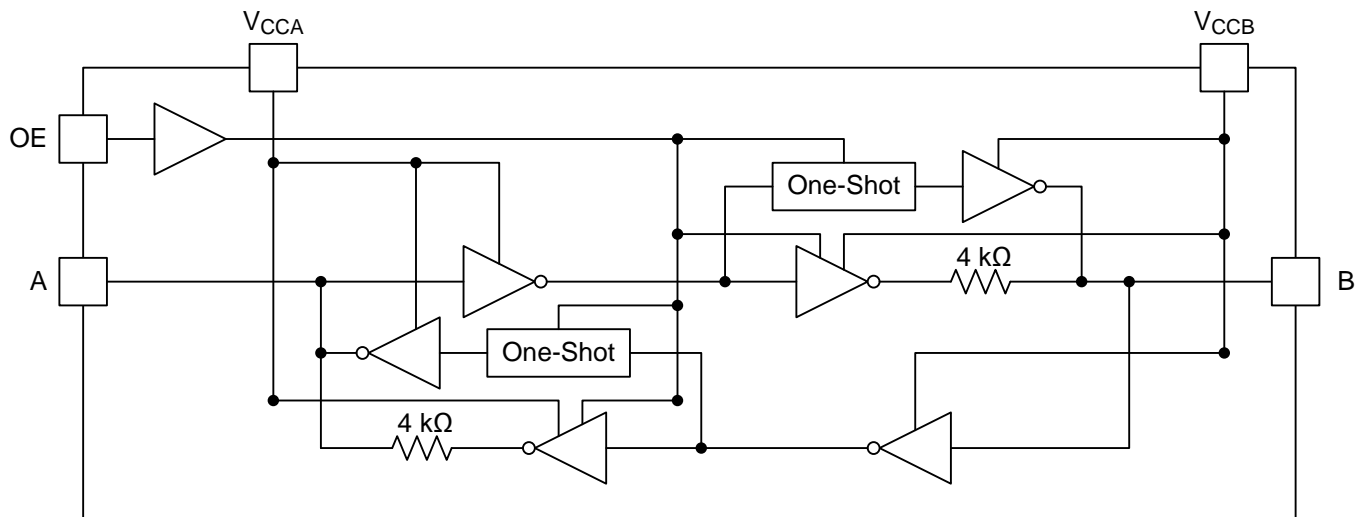 VCCA
VCCB
OE
One-Shot
A
4 kΩ
B
One-Shot
4 kΩ